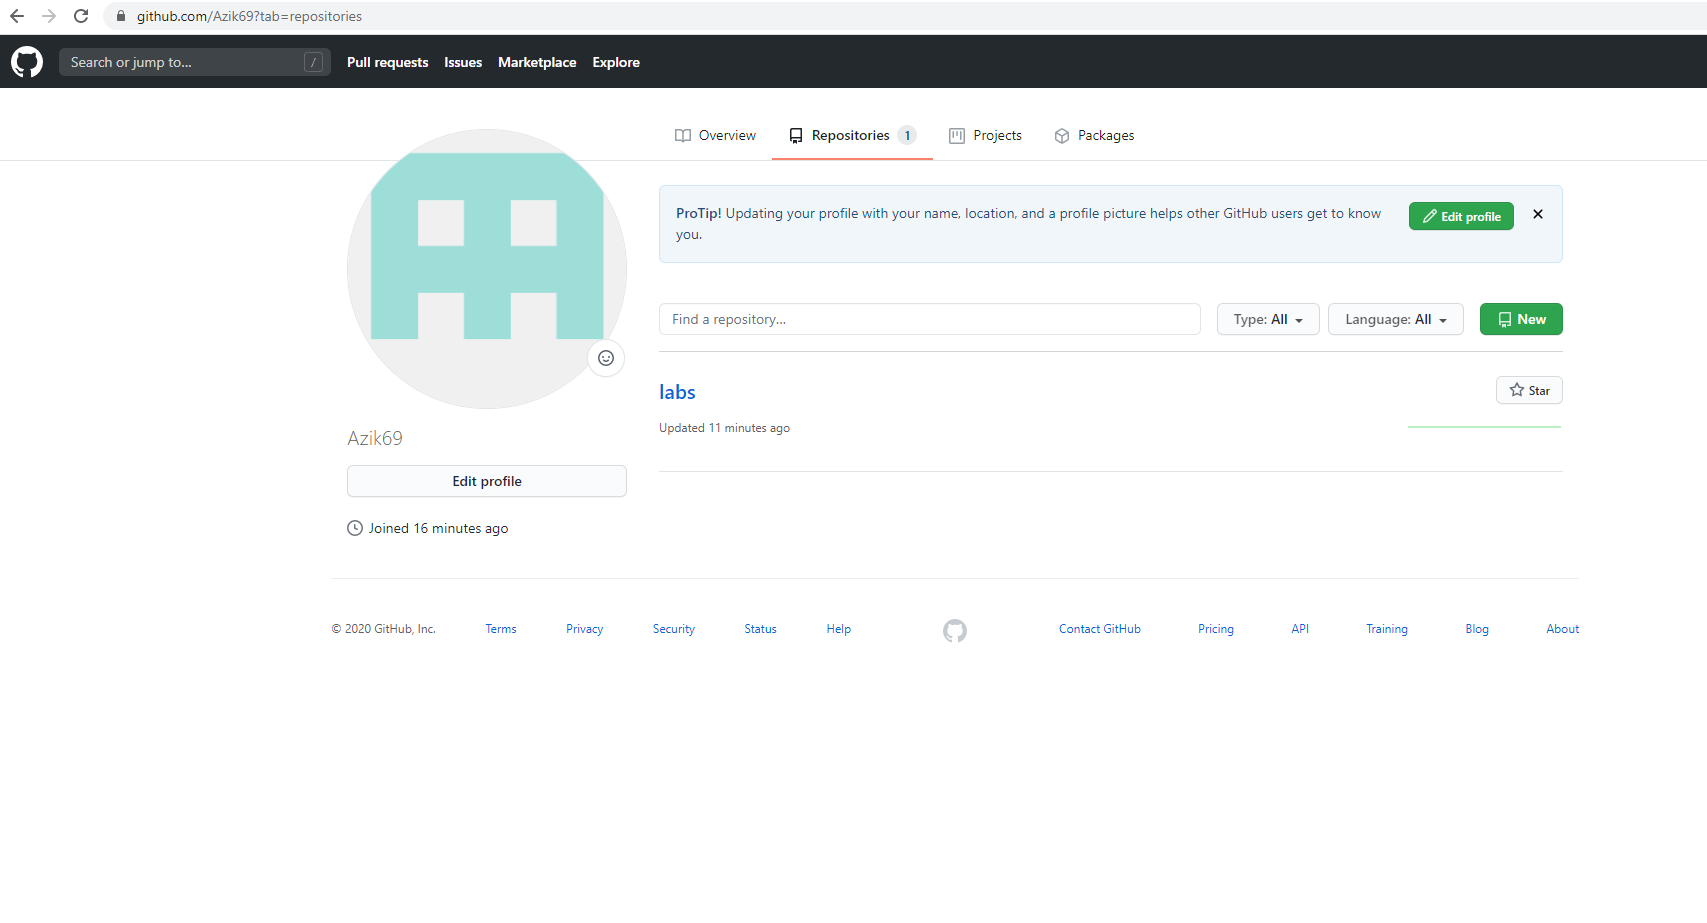 github.com/Azik69?tab=repositories
Search or jump to... /
Pull requests
Issues
Marketplace
Explore
Overview
Repositories 1
Projects
Packages
ProTip! Updating your profile with your name, location, and a profile picture helps other GitHub users get to know
you.
Edit profile
Find a repository...
Type: All
Language: All
New
labs
Star
Updated 11 minutes ago
Azik69
Edit profile
Joined 16 minutes ago
© 2020 GitHub, Inc.
Terms
Privacy
Security
Status
Help
Contact GitHub
Pricing
API
Training
Blog
About